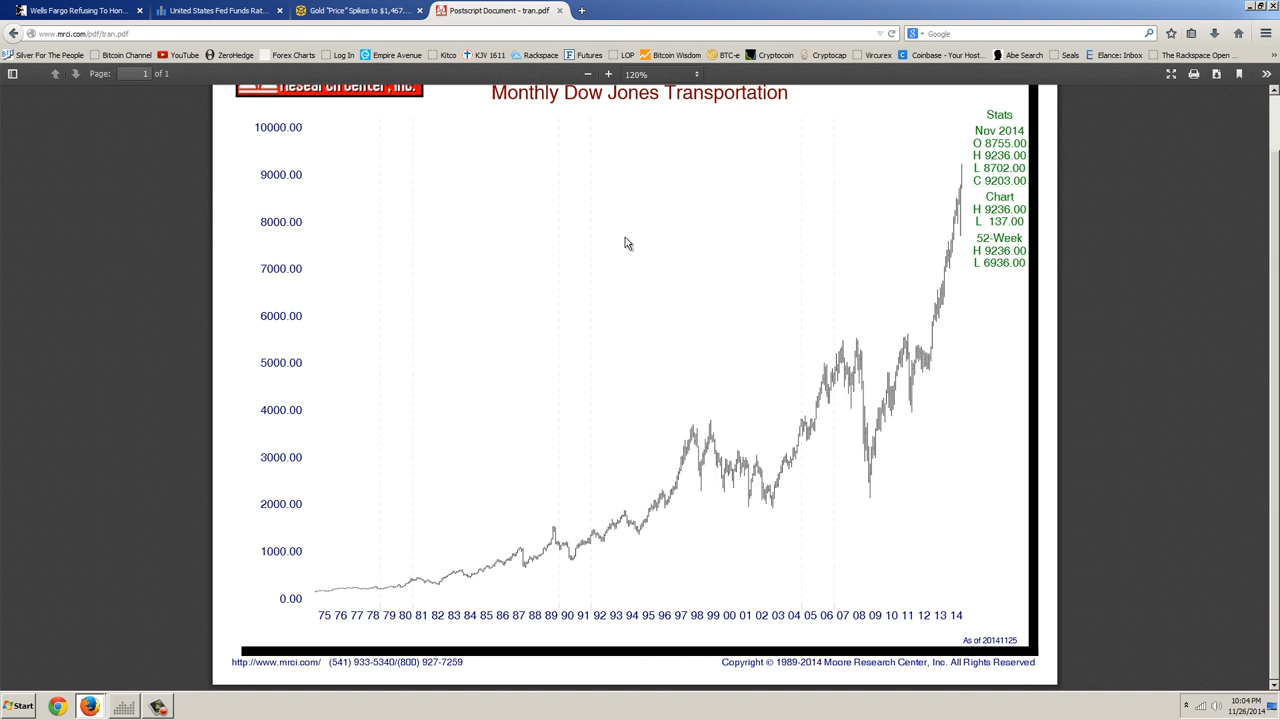 Wells Fargo Refusing To Hon...
United States Fed Funds Rat...
Gold "Price" Spikes to $1,467...
Postscript Document - tran.pdf
www.mrci.com/pdf/tran.pdf
Google
Silver For The People
Bitcoin Channel
YouTube
ZeroHedge
Forex Charts
Log In
Empire Avenue
Kitco
KJV 1611
Rackspace
Futures
LOP
Bitcoin Wisdom
BTC-e
Cryptocoin
Cryptocap
Vircurex
Coinbase - Your Host...
Abe Search
Seals
Elance: Inbox
The Rackspace Open ...
Page: 1 of 1
120%
Research Center, Inc.
Monthly Dow Jones Transportation
10000.00
9000.00
8000.00
7000.00
6000.00
5000.00
4000.00
3000.00
2000.00
1000.00
0.00
Stats
Nov 2014
O 8755.00
H 9236.00
L 8702.00
C 9203.00
Chart
H 9236.00
L 137.00
52-Week
H 9236.00
L 6936.00
75 76 77 78 79 80 81 82 83 84 85 86 87 88 89 90 91 92 93 94 95 96 97 98 99 00 01 02 03 04 05 06 07 08 09 10 11 12 13 14
As of 20141125
http://www.mrci.com/ (541) 933-5340/(800) 927-7259
Copyright © 1989-2014 Moore Research Center, Inc. All Rights Reserved
Start
10:04 PM
11/26/2014